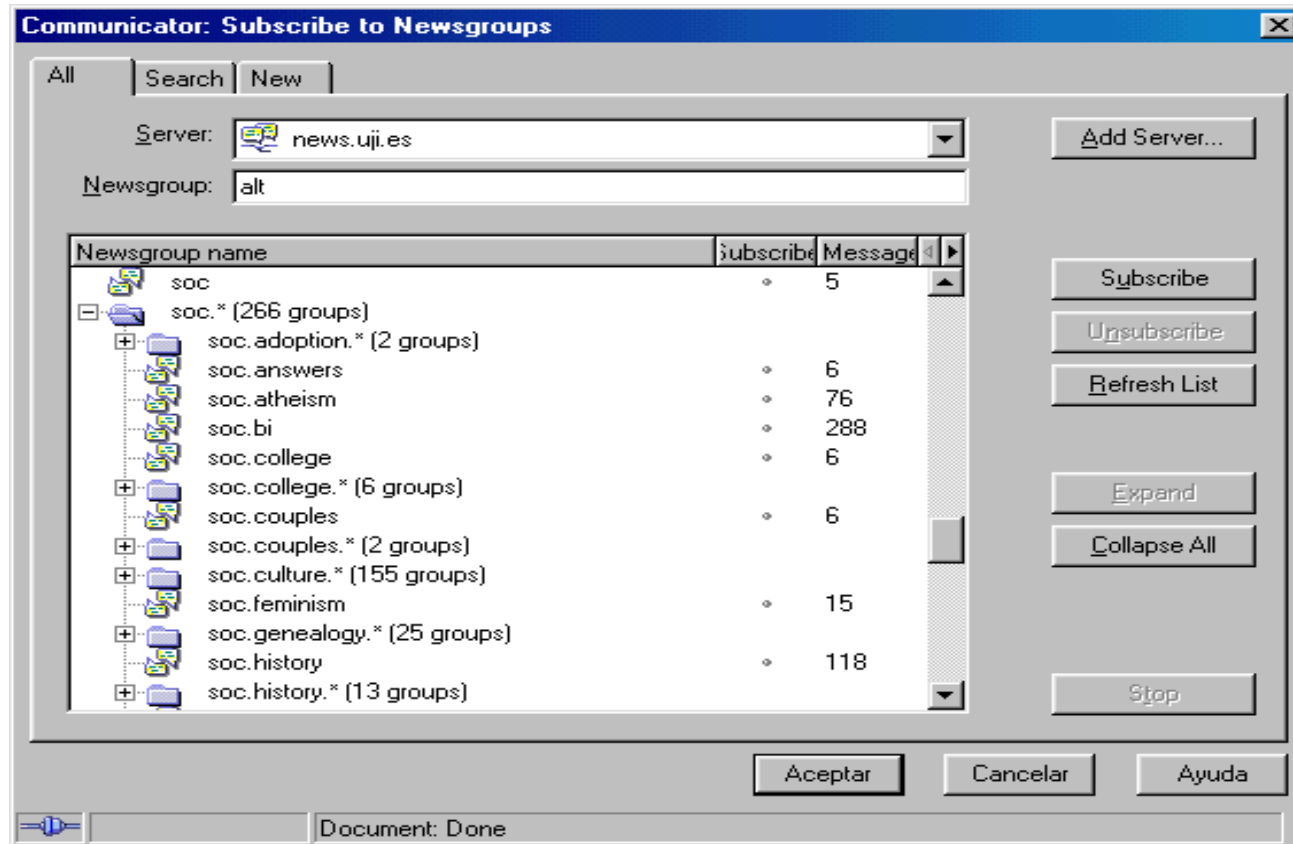 Communicator: Subscribe to Newsgroups
All Search New
Server: news.uji.es Add Server...
Newsgroup: alt
Newsgroup name Subscribe Message
soc 5 Subscribe
soc.* (266 groups)
soc.adoption.* (2 groups) Unsubscribe
soc.answers 6 Refresh List
soc.atheism 76
soc.bi 288
soc.college 6
soc.college.* (6 groups) Expand
soc.couples 6
soc.couples.* (2 groups) Collapse All
soc.culture.* (155 groups)
soc.feminism 15
soc.genealogy.* (25 groups)
soc.history 118
soc.history.* (13 groups) Stop
Aceptar Cancelar Ayuda
Document: Done